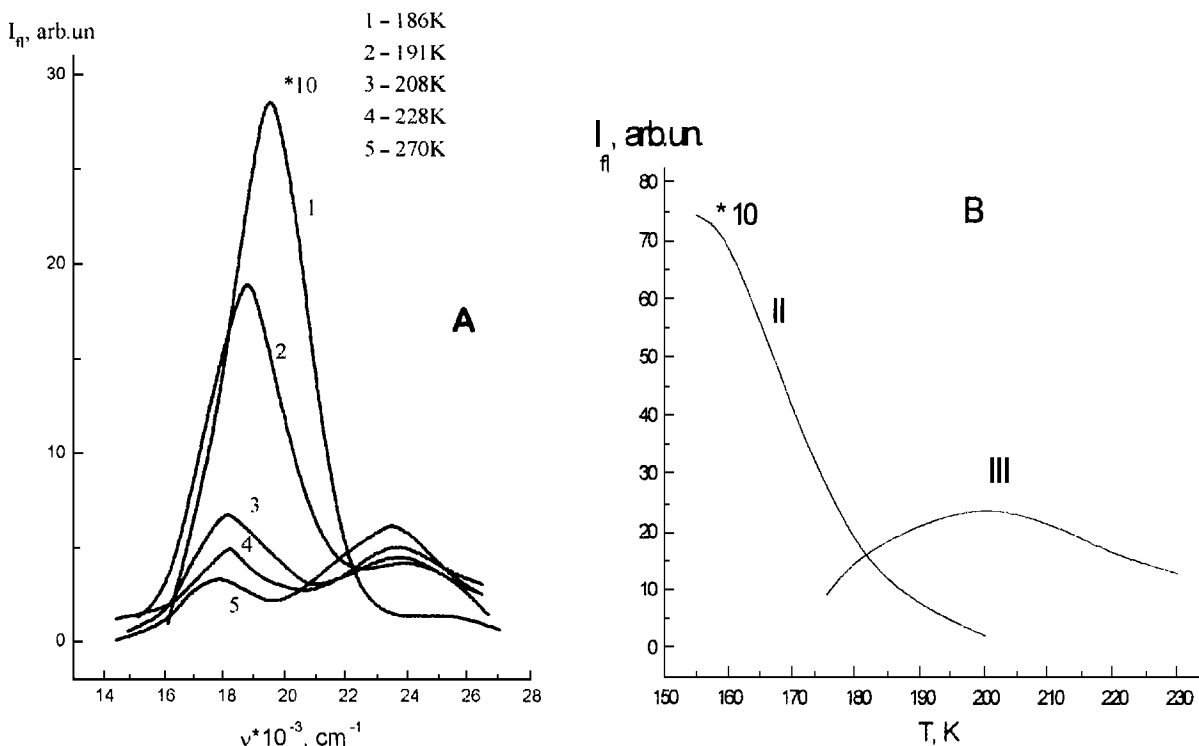 I_fl, arb.un
1 – 186K
2 – 191K
3 – 208K
4 – 228K
5 – 270K
30
20
10
0
*10
1
2
3
4
5
A
14 16 18 20 22 24 26 28
ν*10⁻³, cm⁻¹
I_fl, arb.un.
80
70
60
50
40
30
20
10
0
* 10
B
II
III
150 160 170 180 190 200 210 220 230
T, K